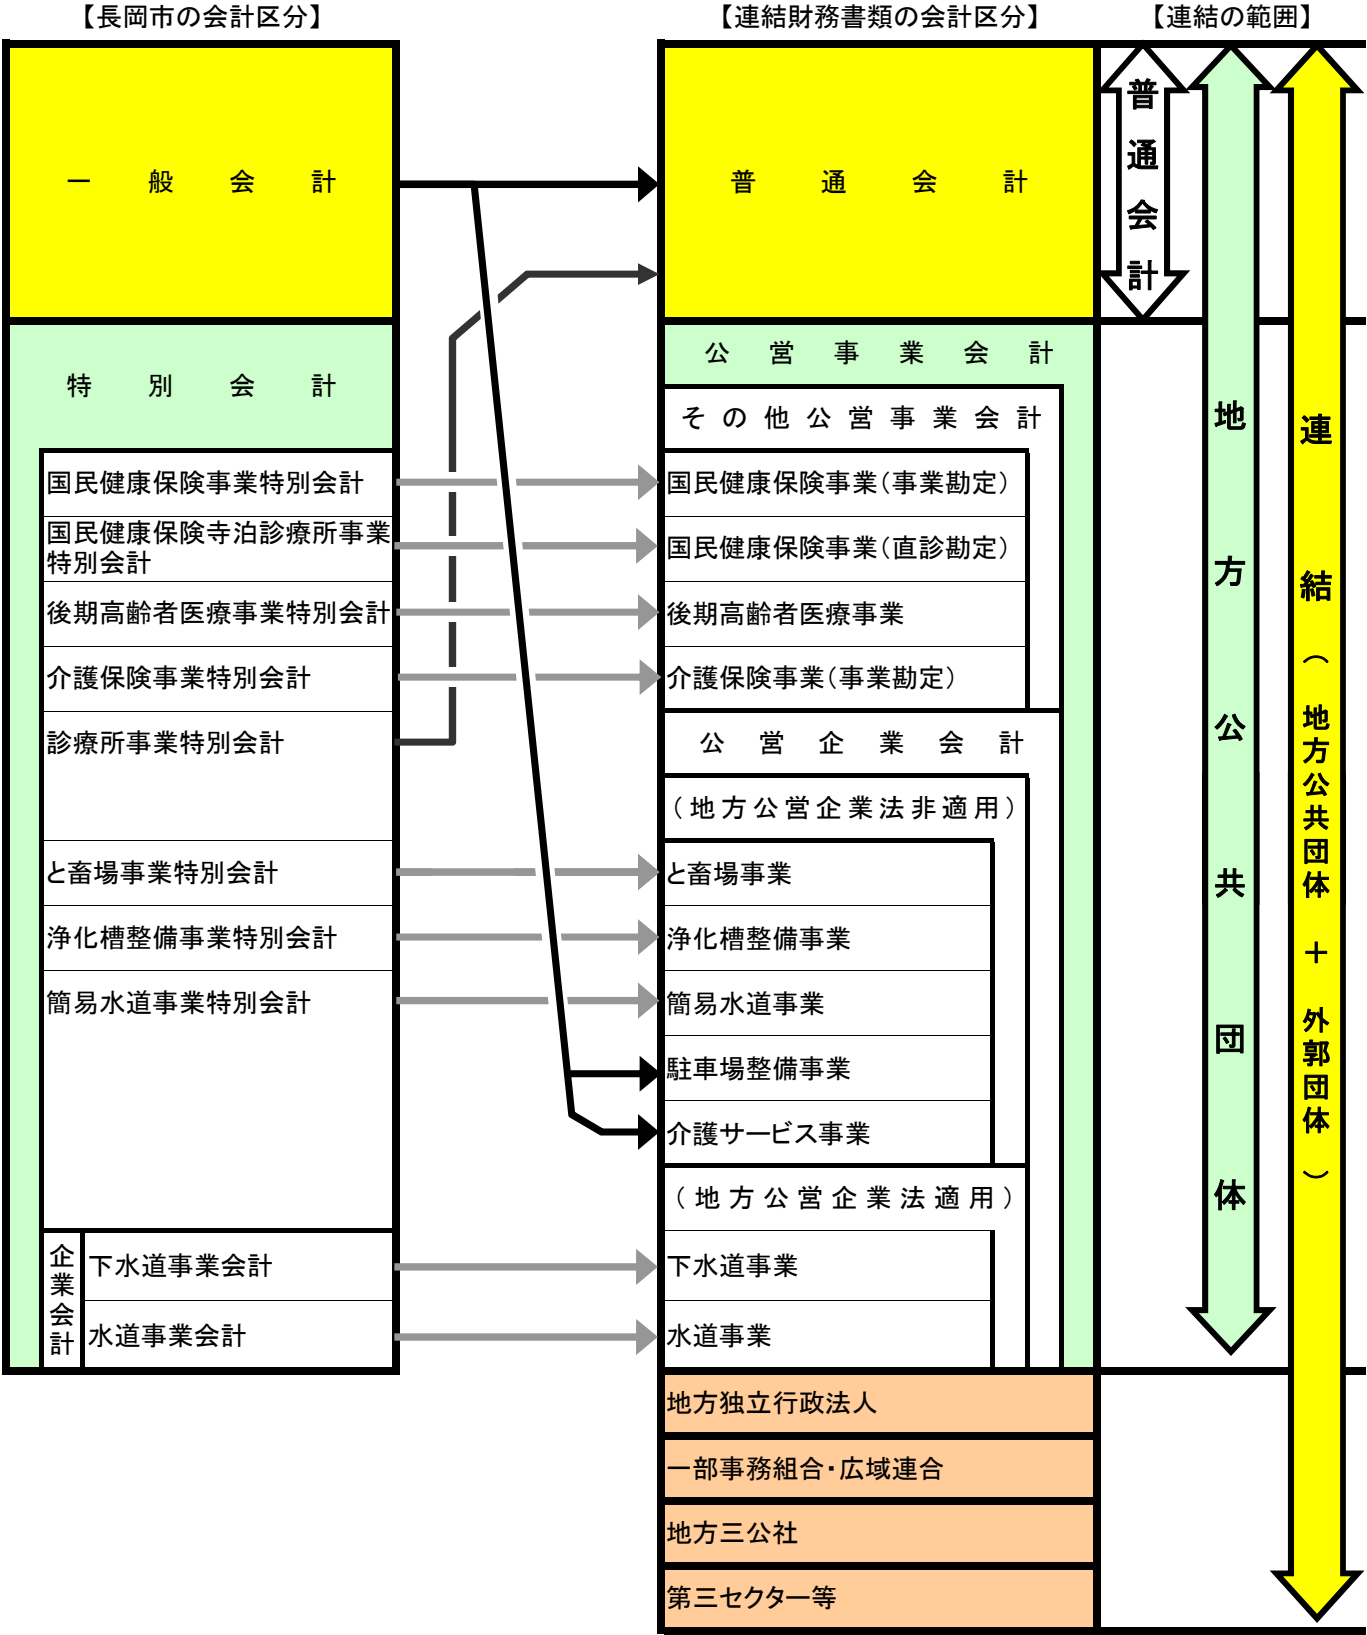 【長岡市の会計区分】
一般会計
特別会計
国民健康保険事業特別会計
国民健康保険寺泊診療所事業
特別会計
後期高齢者医療事業特別会計
介護保険事業特別会計
診療所事業特別会計
と畜場事業特別会計
浄化槽整備事業特別会計
簡易水道事業特別会計
企業会計
下水道事業会計
水道事業会計
【連結財務書類の会計区分】
普通会計
公営事業会計
その他公営事業会計
国民健康保険事業（事業勘定）
国民健康保険事業（直診勘定）
後期高齢者医療事業
介護保険事業（事業勘定）
公営企業会計
（地方公営企業法非適用）
と畜場事業
浄化槽整備事業
簡易水道事業
駐車場整備事業
介護サービス事業
（地方公営企業法適用）
下水道事業
水道事業
地方独立行政法人
一部事務組合・広域連合
地方三公社
第三セクター等
【連結の範囲】
普通会計
地方公共団体
連結（地方公共団体＋外郭団体）